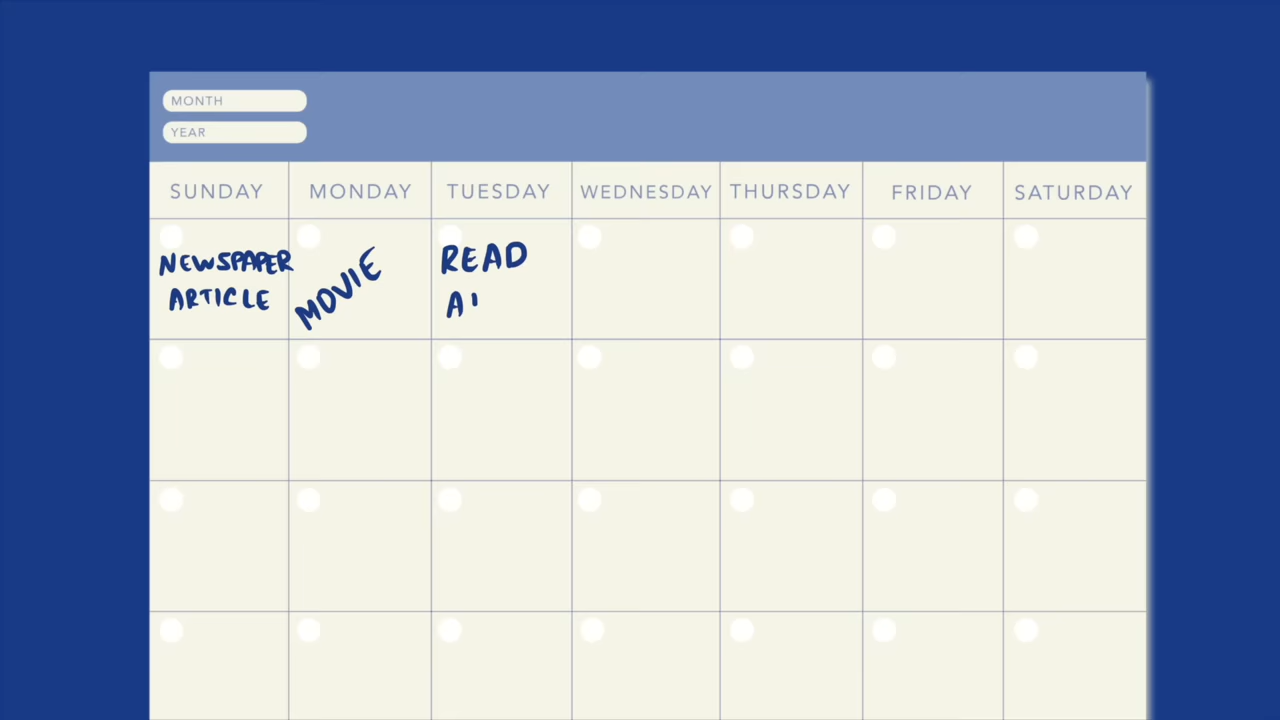 MONTH
YEAR
SUNDAY MONDAY TUESDAY WEDNESDAY THURSDAY FRIDAY SATURDAY
NEWSPAPER
ARTICLE
MOVIE
READ